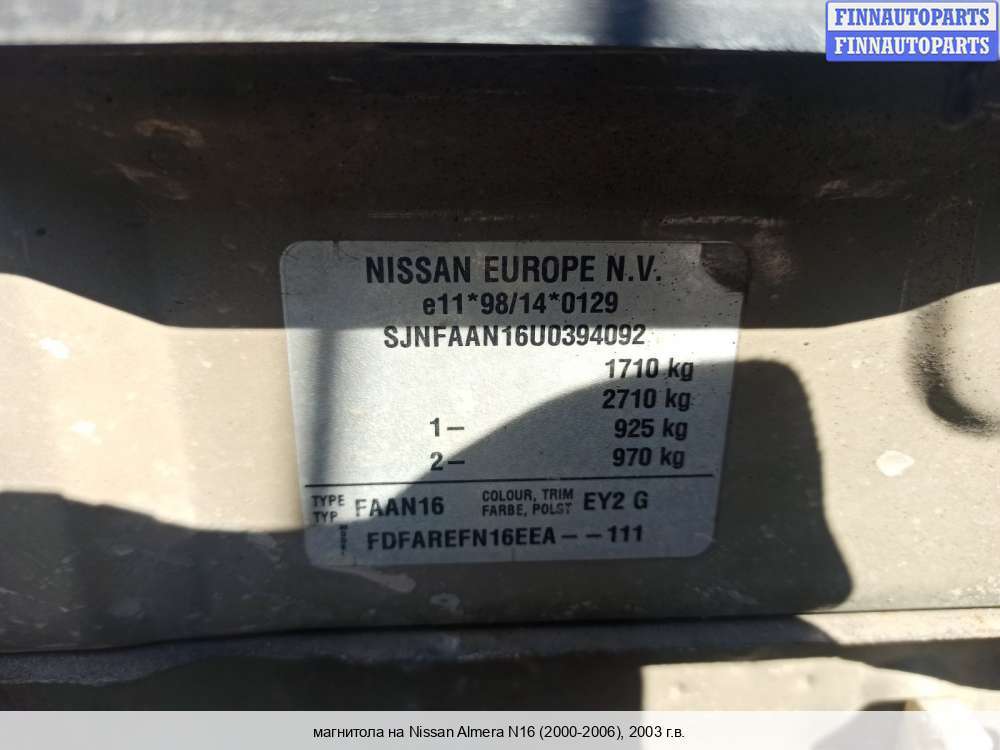 FINNAUTOPARTS
FINNAUTOPARTS
NISSAN EUROPE N.V.
e11*98/14*0129
SJNFAAN16U0394092
1710 kg
2710 kg
1– 925 kg
2– 970 kg
TYPE TYP FAAN16 COLOUR, TRIM FARBE, POLST EY2 G
FDFAREFN16EEA – – 111
магнитола на Nissan Almera N16 (2000-2006), 2003 г.в.